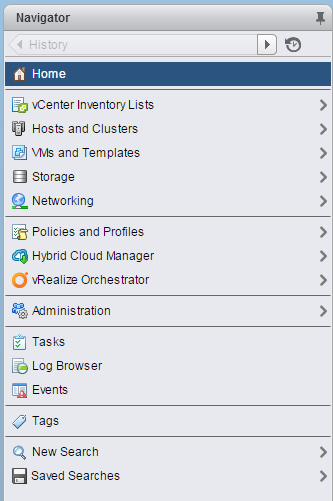 Navigator
History
Home
vCenter Inventory Lists
Hosts and Clusters
VMs and Templates
Storage
Networking
Policies and Profiles
Hybrid Cloud Manager
vRealize Orchestrator
Administration
Tasks
Log Browser
Events
Tags
New Search
Saved Searches